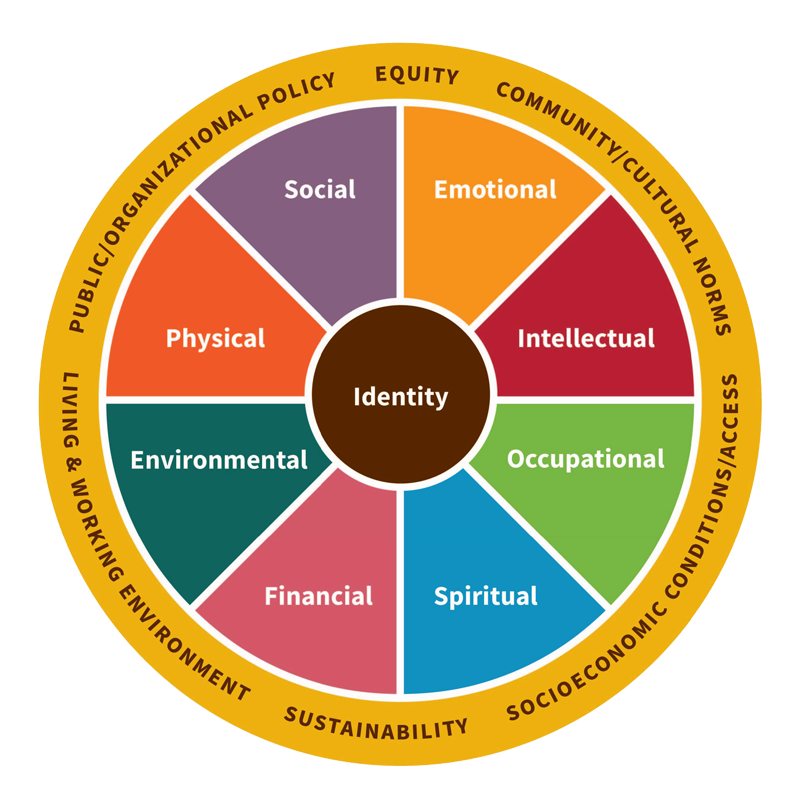 EQUITY
COMMUNITY/CULTURAL NORMS
SOCIOECONOMIC CONDITIONS/ACCESS
SUSTAINABILITY
LIVING & WORKING ENVIRONMENT
PUBLIC/ORGANIZATIONAL POLICY
Social
Emotional
Physical
Intellectual
Identity
Environmental
Occupational
Financial
Spiritual